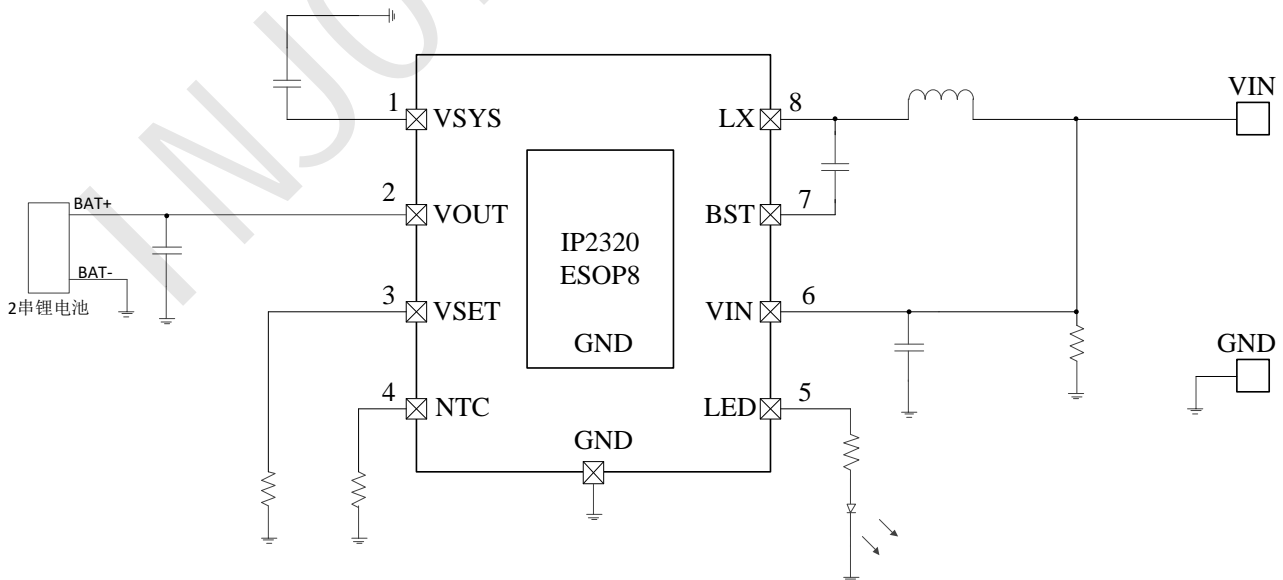 INJO
1
VSYS
LX
8
VIN
BAT+
2
VOUT
BST
7
IP2320
ESOP8
BAT-
2串锂电池
3
VSET
VIN
6
GND
GND
4
NTC
LED
5
GND